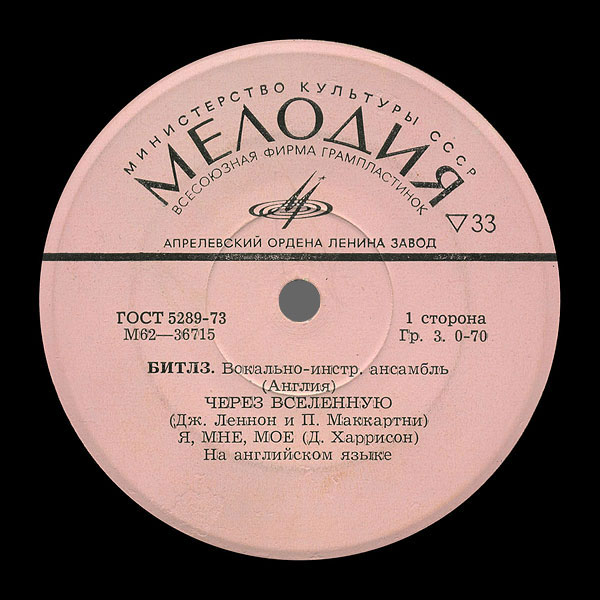 МИНИСТЕРСТВО КУЛЬТУРЫ СССР
МЕЛОДИЯ
ВСЕСОЮЗНАЯ ФИРМА ГРАМПЛАСТИНОК
▽33
АПРЕЛЕВСКИЙ ОРДЕНА ЛЕНИНА ЗАВОД
ГОСТ 5289-73 1 сторона
М62—36715 Гр. 3. 0-70
БИТЛЗ. Вокально-инстр. ансамбль
(Англия)
ЧЕРЕЗ ВСЕЛЕННУЮ
(Дж. Леннон и П. Маккартни)
Я, МНЕ, МОЕ (Д. Харрисон)
На английском языке